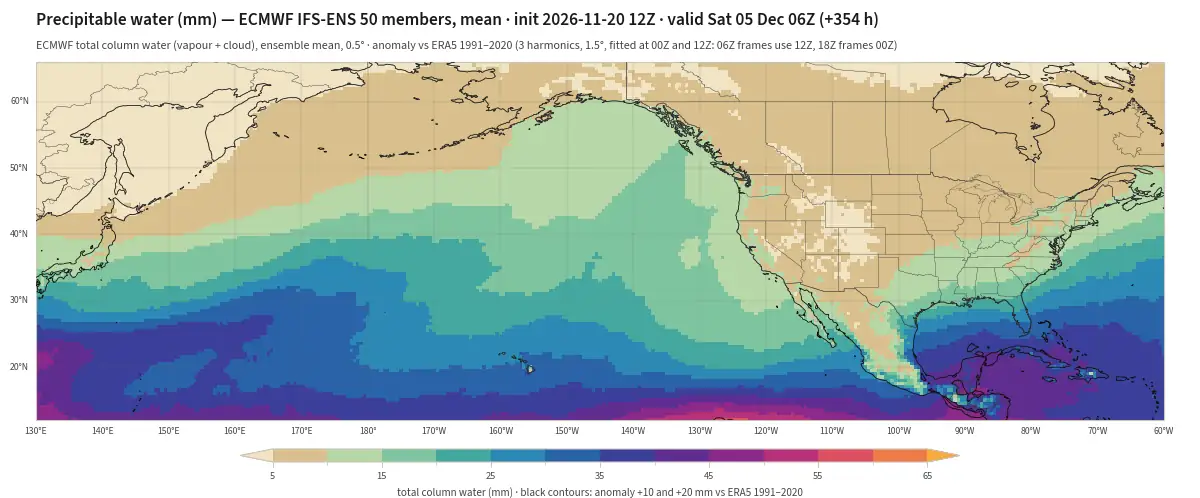 Precipitable water (mm) — ECMWF IFS-ENS 50 members, mean · init 2026-11-20 12Z · valid Sat 05 Dec 06Z (+354 h)
ECMWF total column water (vapour + cloud), ensemble mean, 0.5° · anomaly vs ERA5 1991–2020 (3 harmonics, 1.5°, fitted at 00Z and 12Z: 06Z frames use 12Z, 18Z frames 00Z)
60°N
50°N
40°N
30°N
20°N
130°E 140°E 150°E 160°E 170°E 180° 170°W 160°W 150°W 140°W 130°W 120°W 110°W 100°W 90°W 80°W 70°W 60°W
5 15 25 35 45 55 65
total column water (mm) · black contours: anomaly +10 and +20 mm vs ERA5 1991–2020